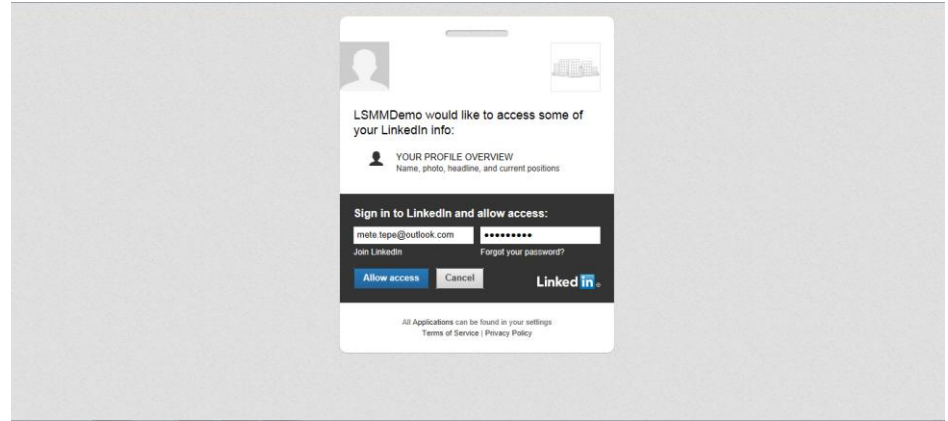 LSMMDemo would like to access some of
your LinkedIn info:
YOUR PROFILE OVERVIEW
Name, photo, headline, and current positions
Sign in to LinkedIn and allow access:
mete.tepe@outlook.com •••••••••
Join LinkedIn Forgot your password?
Allow access Cancel Linked in ®
All Applications can be found in your settings
Terms of Service | Privacy Policy